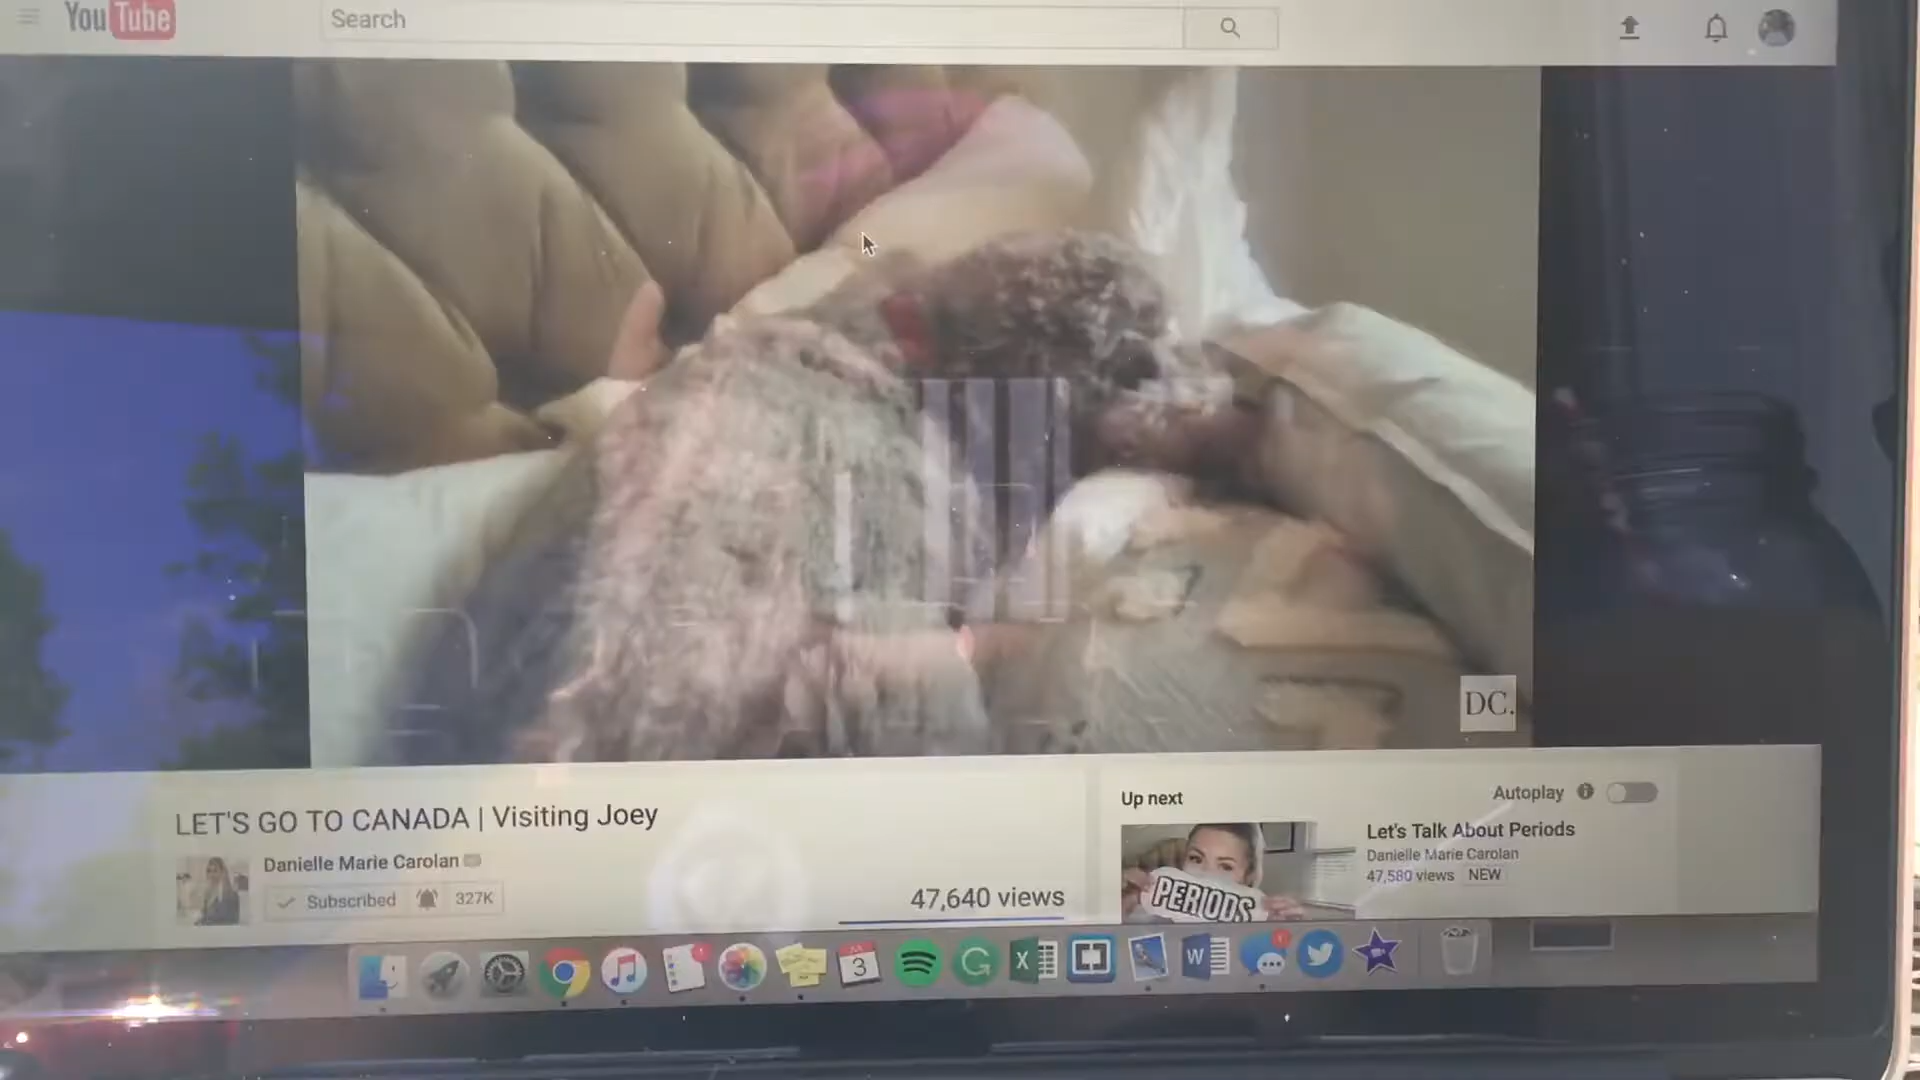 YouTube
Search
DC.
LET'S GO TO CANADA | Visiting Joey
Danielle Marie Carolan
Subscribed 327K
47,640 views
Up next
Autoplay
Let's Talk About Periods
Danielle Marie Carolan
47,580 views NEW
PERIODS
3
X
W